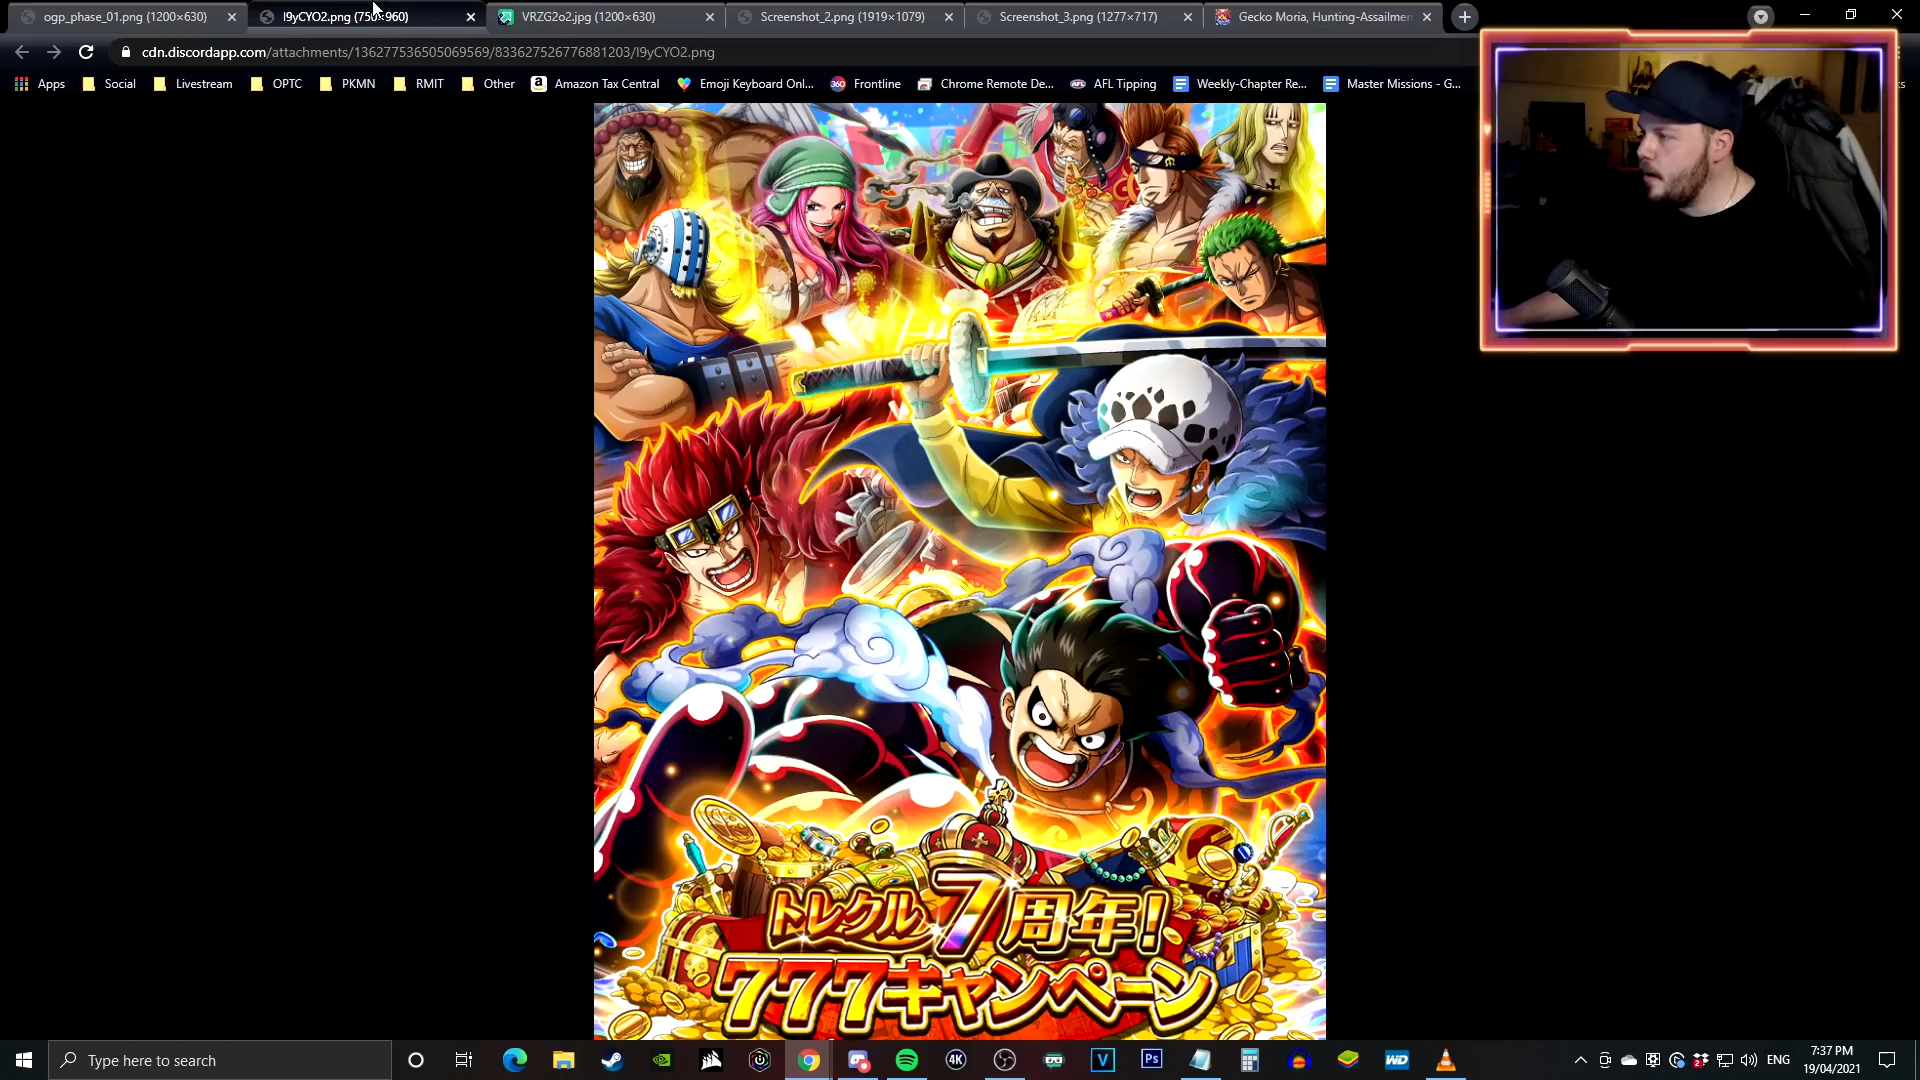 ogp_phase_01.png (1200×630)
I9yCYO2.png (750×960)
VRZG2o2.jpg (1200×630)
Screenshot_2.png (1919×1079)
Screenshot_3.png (1277×717)
Gecko Moria, Hunting-Assailmen
cdn.discordapp.com/attachments/136277536505069569/833627526776881203/I9yCYO2.png
Apps
Social
Livestream
OPTC
PKMN
RMIT
Other
Amazon Tax Central
Emoji Keyboard Onl...
Frontline
Chrome Remote De...
AFL Tipping
Weekly-Chapter Re...
Master Missions - G...
トレクル7周年!
777キャンペーン
Type here to search
4K
V
Ps
WD
ENG
7:37 PM
19/04/2021